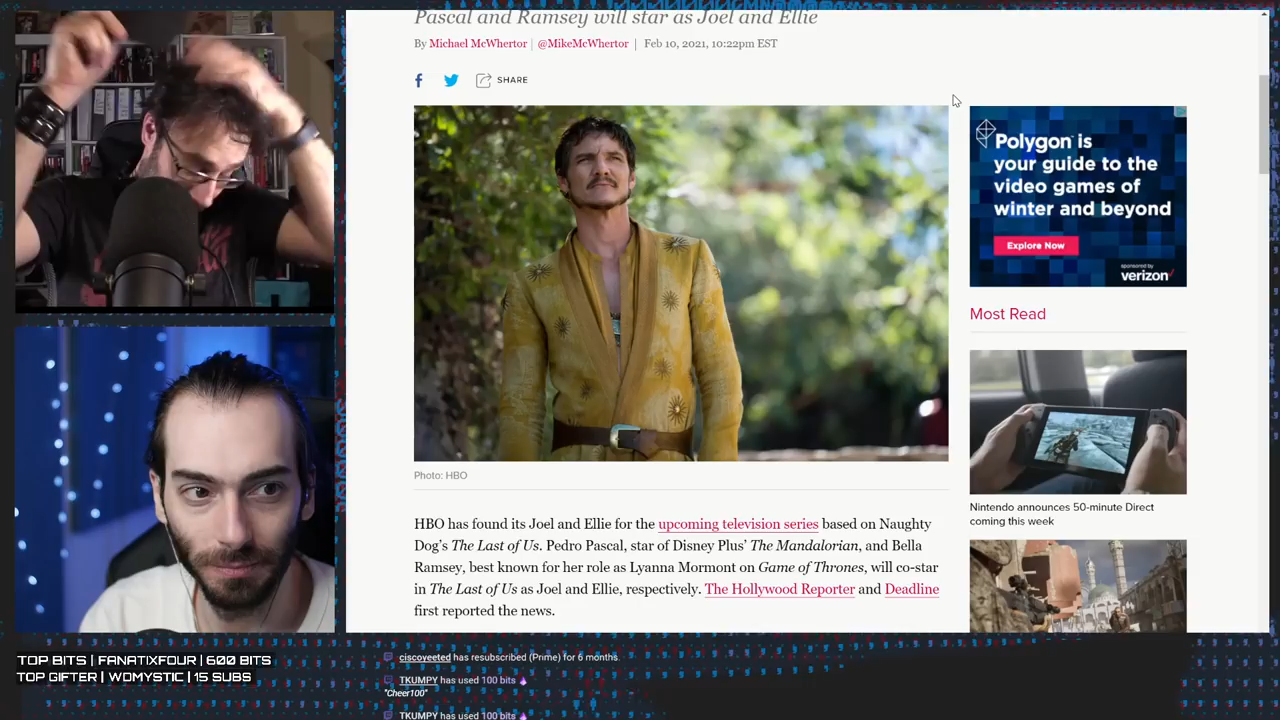 Pascal and Ramsey will star as Joel and Ellie
By Michael McWhertor | @MikeMcWhertor | Feb 10, 2021, 10:22pm EST
SHARE
Polygon is
your guide to the
video games of
winter and beyond
Explore Now
sponsored by
verizon
Most Read
Photo: HBO
Nintendo announces 50-minute Direct
coming this week
HBO has found its Joel and Ellie for the upcoming television series based on Naughty
Dog’s The Last of Us. Pedro Pascal, star of Disney Plus’ The Mandalorian, and Bella
Ramsey, best known for her role as Lyanna Mormont on Game of Thrones, will co-star
in The Last of Us as Joel and Ellie, respectively. The Hollywood Reporter and Deadline
first reported the news.
TOP BITS | FANATIXFOUR | 600 BITS
TOP GIFTER | WDMYSTIC | 15 SUBS
ciscoveeted has resubscribed (Prime) for 6 months.
TKUMPY has used 100 bits
"Cheer100"
TKUMPY has used 100 bits